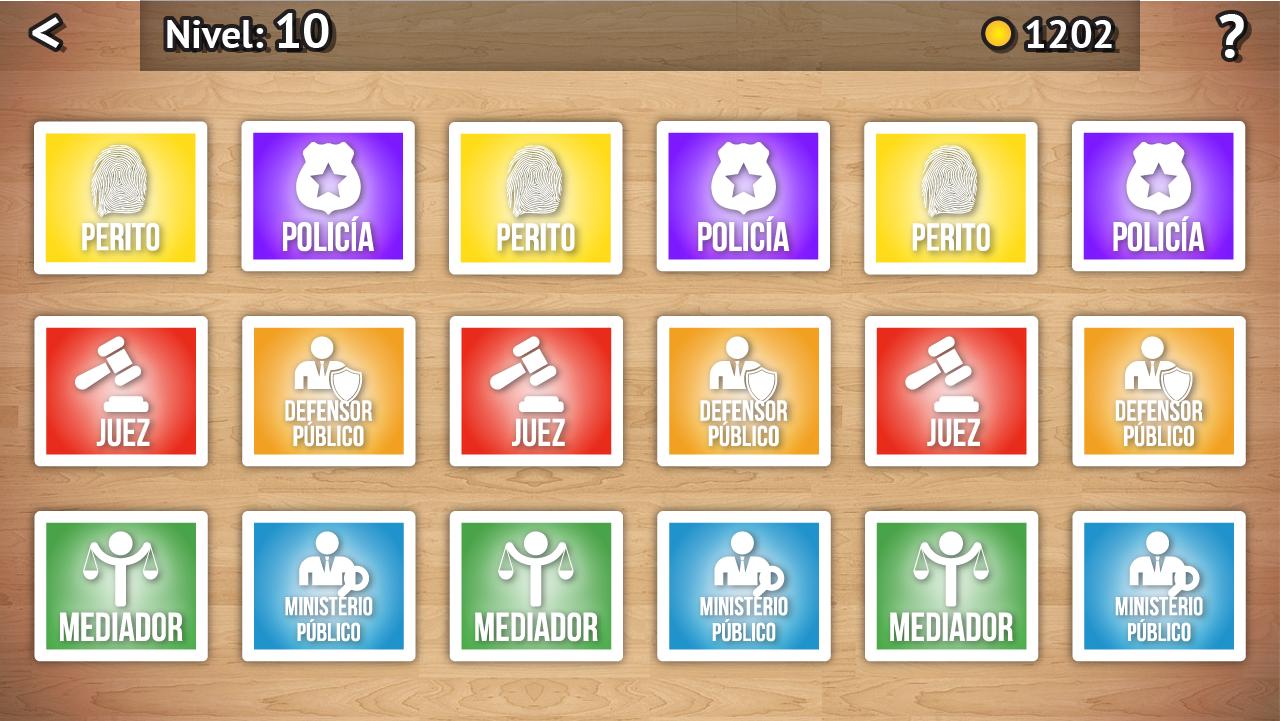 < Nivel: 10 1202 ?
PERITO POLICÍA PERITO POLICÍA PERITO POLICÍA
JUEZ DEFENSOR PÚBLICO JUEZ DEFENSOR PÚBLICO JUEZ DEFENSOR PÚBLICO
MEDIADOR MINISTERIO PÚBLICO MEDIADOR MINISTERIO PÚBLICO MEDIADOR MINISTERIO PÚBLICO